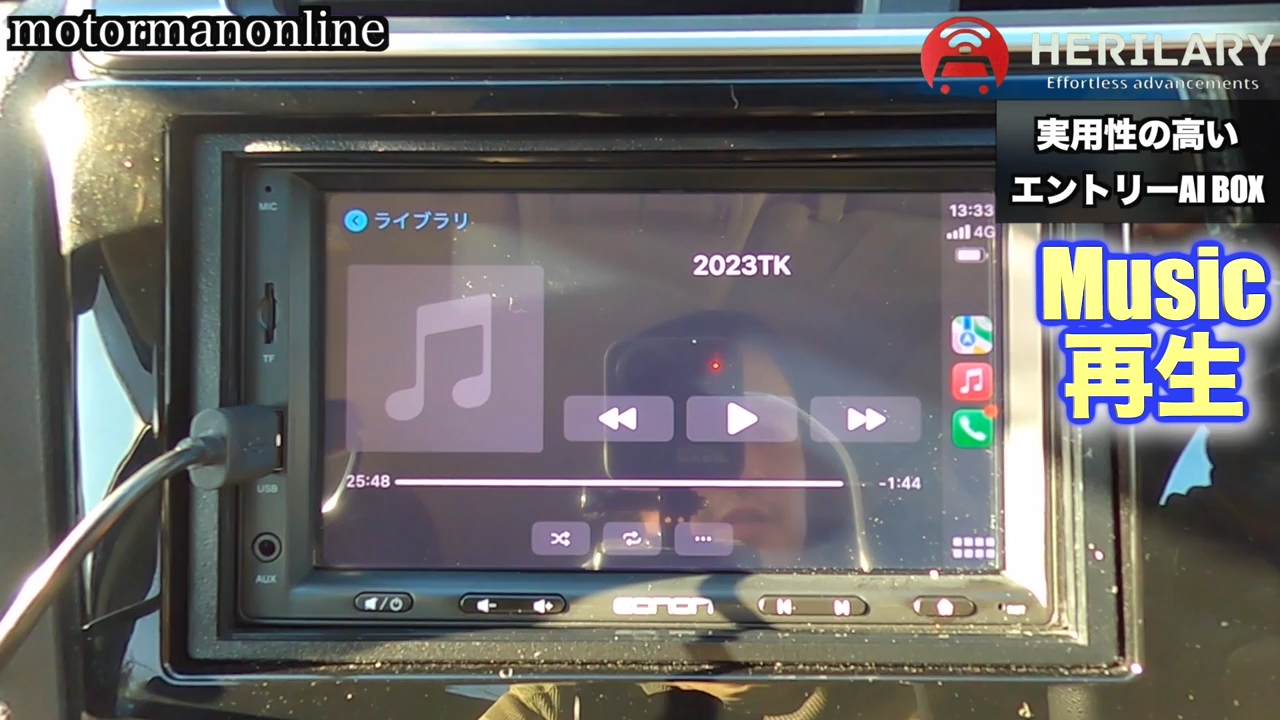 motormanonline
HERILARY
Effortless advancements
実用性の高い
エントリーAI BOX
Music
再生
MIC
TF
USB
AUX
ライブラリ
2023TK
13:33
4G
25:48
-1:44
eonon